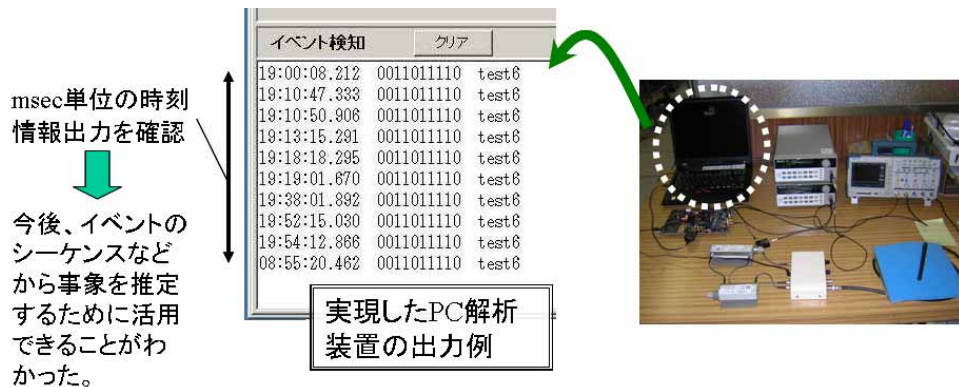 イベント検知
クリア
19:00:08.212 0011011110 test6
19:10:47.333 0011011110 test6
19:10:50.906 0011011110 test6
19:13:15.291 0011011110 test6
19:18:18.295 0011011110 test6
19:19:01.670 0011011110 test6
19:38:01.892 0011011110 test6
19:52:15.030 0011011110 test6
19:54:12.866 0011011110 test6
08:55:20.462 0011011110 test6
msec単位の時刻
情報出力を確認
今後、イベントの
シーケンスなど
から事象を推定
するために活用
できることがわ
かった。
実現したPC解析
装置の出力例